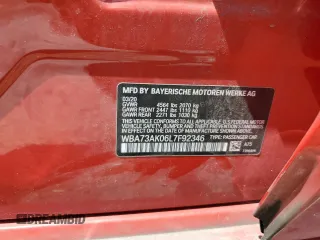 MFD BY BAYERISCHE MOTOREN WERKE AG
03/20
GVWR 4564 lbs 2070 kg
GAWR FRONT 2447 lbs 1110 kg
GAWR REAR 2271 lbs 1030 kg
THIS VEHICLE CONFORMS TO ALL APPLICABLE
FEDERAL MOTOR VEHICLE SAFETY, BUMPER,
AND THEFT PREVENTION STANDARDS IN EFFECT
ON THE DATE OF MANUFACTURE SHOWN ABOVE.
WBA73AK06L7F92346
TYPE: PASSENGER CAR
A75
AUTOBIDMASTER